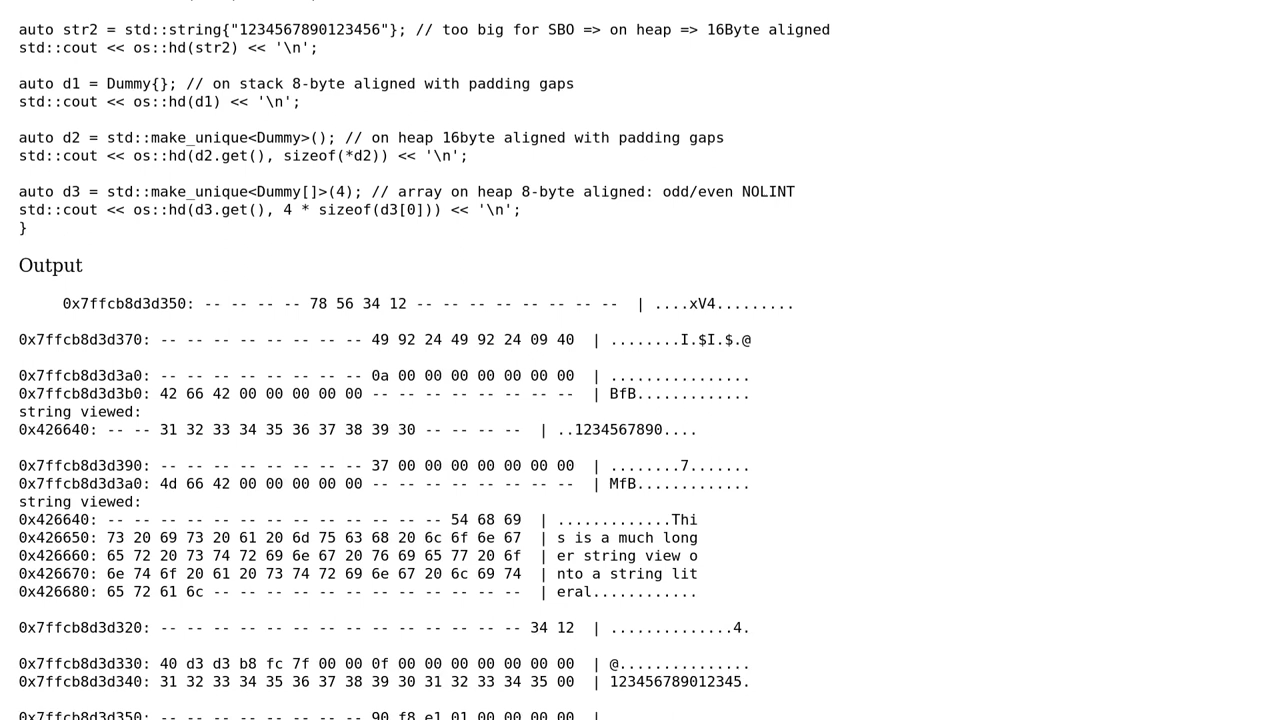 auto str2 = std::string{"1234567890123456"}; // too big for SBO => on heap => 16Byte aligned
std::cout << os::hd(str2) << '\n';
auto d1 = Dummy{}; // on stack 8-byte aligned with padding gaps
std::cout << os::hd(d1) << '\n';
auto d2 = std::make_unique<Dummy>(); // on heap 16byte aligned with padding gaps
std::cout << os::hd(d2.get(), sizeof(*d2)) << '\n';
auto d3 = std::make_unique<Dummy[]>(4); // array on heap 8-byte aligned: odd/even NOLINT
std::cout << os::hd(d3.get(), 4 * sizeof(d3[0])) << '\n';
}
Output
0x7ffcb8d3d350: -- -- -- -- 78 56 34 12 -- -- -- -- -- -- -- --  | ....xV4.........
0x7ffcb8d3d370: -- -- -- -- -- -- -- -- 49 92 24 49 92 24 09 40  | ........I.$I.$.@
0x7ffcb8d3d3a0: -- -- -- -- -- -- -- -- 0a 00 00 00 00 00 00 00  | ................
0x7ffcb8d3d3b0: 42 66 42 00 00 00 00 00 -- -- -- -- -- -- -- --  | BfB.............
string viewed:
0x426640: -- -- 31 32 33 34 35 36 37 38 39 30 -- -- -- --  | ..1234567890....
0x7ffcb8d3d390: -- -- -- -- -- -- -- -- 37 00 00 00 00 00 00 00  | ........7.......
0x7ffcb8d3d3a0: 4d 66 42 00 00 00 00 00 -- -- -- -- -- -- -- --  | MfB.............
string viewed:
0x426640: -- -- -- -- -- -- -- -- -- -- -- -- -- 54 68 69  | .............Thi
0x426650: 73 20 69 73 20 61 20 6d 75 63 68 20 6c 6f 6e 67  | s is a much long
0x426660: 65 72 20 73 74 72 69 6e 67 20 76 69 65 77 20 6f  | er string view o
0x426670: 6e 74 6f 20 61 20 73 74 72 69 6e 67 20 6c 69 74  | nto a string lit
0x426680: 65 72 61 6c -- -- -- -- -- -- -- -- -- -- -- --  | eral............
0x7ffcb8d3d320: -- -- -- -- -- -- -- -- -- -- -- -- -- -- 34 12  | ..............4.
0x7ffcb8d3d330: 40 d3 d3 b8 fc 7f 00 00 0f 00 00 00 00 00 00 00  | @...............
0x7ffcb8d3d340: 31 32 33 34 35 36 37 38 39 30 31 32 33 34 35 00  | 123456789012345.
0x7ffcb8d3d350: -- -- -- -- -- -- -- -- 90 f8 e1 01 00 00 00 00  |